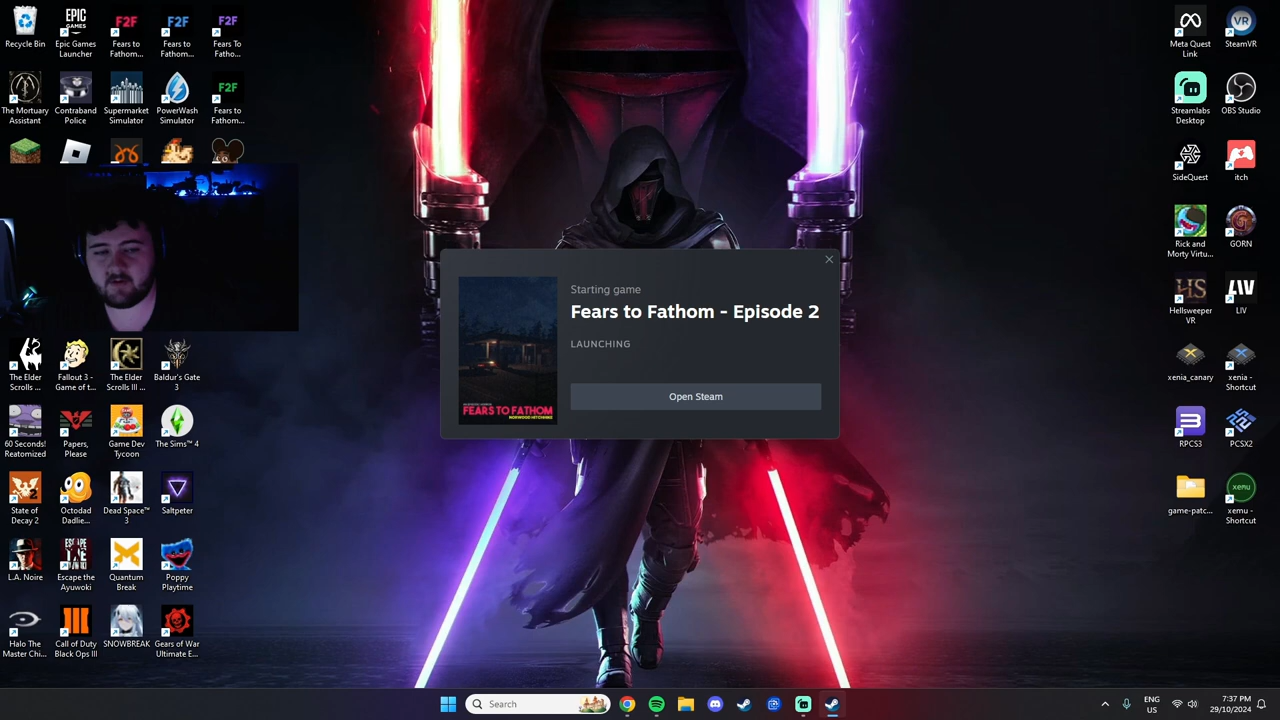 Recycle Bin
EPIC
GAMES
Epic Games
Launcher
F2F
Fears to
Fathom...
F2F
Fears to
Fathom...
F2F
Fears To
Fatho...
The Mortuary
Assistant
Contraband
Police
Supermarket
Simulator
PowerWash
Simulator
F2F
Fears to
Fathom...
The Elder
Scrolls ...
Fallout 3 -
Game of t...
The Elder
Scrolls III ...
Baldur's Gate
3
60 Seconds!
Reatomized
Papers,
Please
Game Dev
Tycoon
The Sims™ 4
State of
Decay 2
Octodad
Dadlie...
Dead Space™
3
Saltpeter
L.A. Noire
Escape the
Ayuwoki
Quantum
Break
Poppy
Playtime
Halo The
Master Chi...
Call of Duty
Black Ops III
SNOWBREAK
Gears of War
Ultimate E...
Starting game
Fears to Fathom - Episode 2
LAUNCHING
Open Steam
FEARS TO FATHOM
NORWOOD HITCHHIKE
Meta Quest
Link
VR
SteamVR
Streamlabs
Desktop
OBS Studio
SideQuest
itch
Rick and
Morty Virtu...
GORN
HS
Hellsweeper
VR
LIV
LIV
xenia_canary
xenia -
Shortcut
RPCS3
PCSX2
game-patc...
xemu
xemu -
Shortcut
Search
ENG
US
7:37 PM
29/10/2024